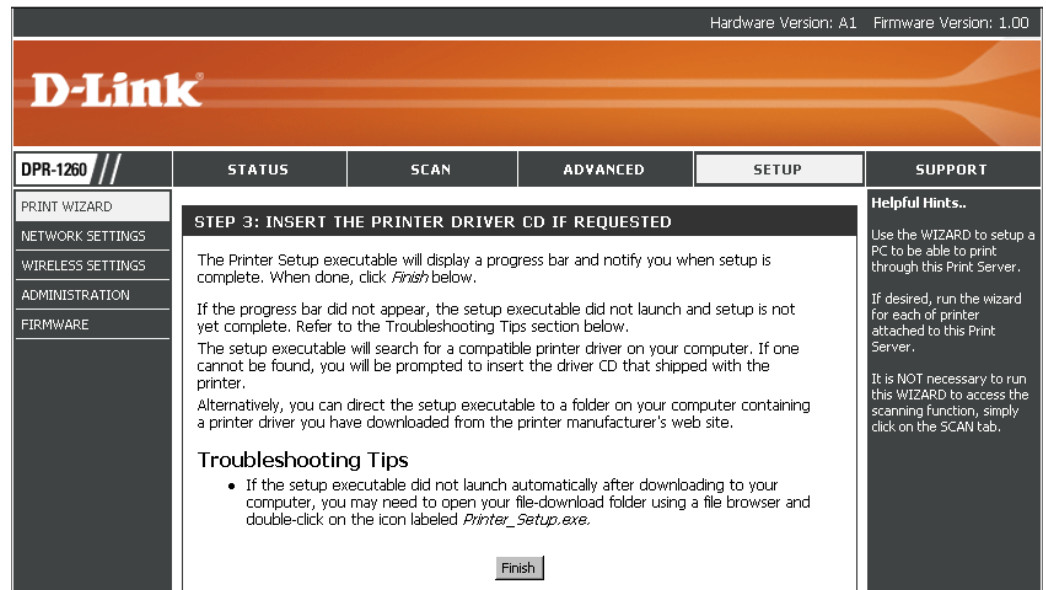 Hardware Version: A1 Firmware Version: 1.00
D-Link®
DPR-1260 STATUS SCAN ADVANCED SETUP SUPPORT
PRINT WIZARD
NETWORK SETTINGS
WIRELESS SETTINGS
ADMINISTRATION
FIRMWARE
STEP 3: INSERT THE PRINTER DRIVER CD IF REQUESTED
The Printer Setup executable will display a progress bar and notify you when setup is
complete. When done, click Finish below.
If the progress bar did not appear, the setup executable did not launch and setup is not
yet complete. Refer to the Troubleshooting Tips section below.
The setup executable will search for a compatible printer driver on your computer. If one
cannot be found, you will be prompted to insert the driver CD that shipped with the
printer.
Alternatively, you can direct the setup executable to a folder on your computer containing
a printer driver you have downloaded from the printer manufacturer's web site.
Troubleshooting Tips
• If the setup executable did not launch automatically after downloading to your
computer, you may need to open your file-download folder using a file browser and
double-click on the icon labeled Printer_Setup.exe.
Finish
Helpful Hints..
Use the WIZARD to setup a
PC to be able to print
through this Print Server.
If desired, run the wizard
for each of printer
attached to this Print
Server.
It is NOT necessary to run
this WIZARD to access the
scanning function, simply
click on the SCAN tab.